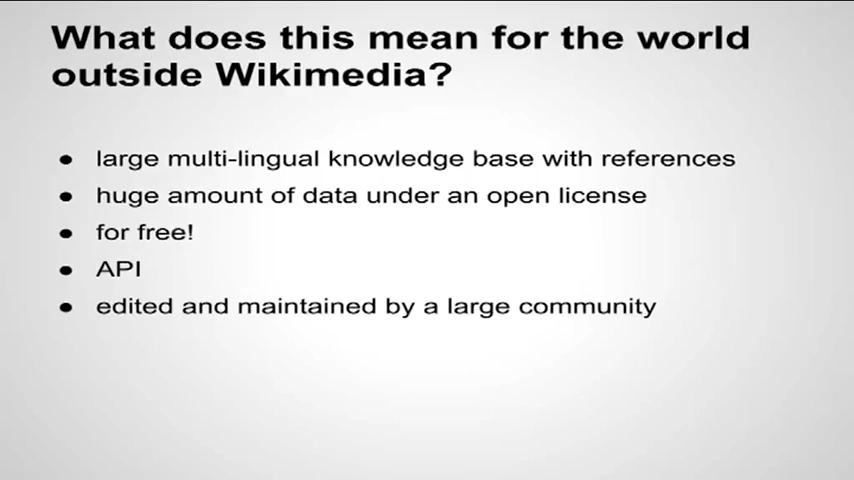 What does this mean for the world
outside Wikimedia?
● large multi-lingual knowledge base with references
● huge amount of data under an open license
● for free!
● API
● edited and maintained by a large community